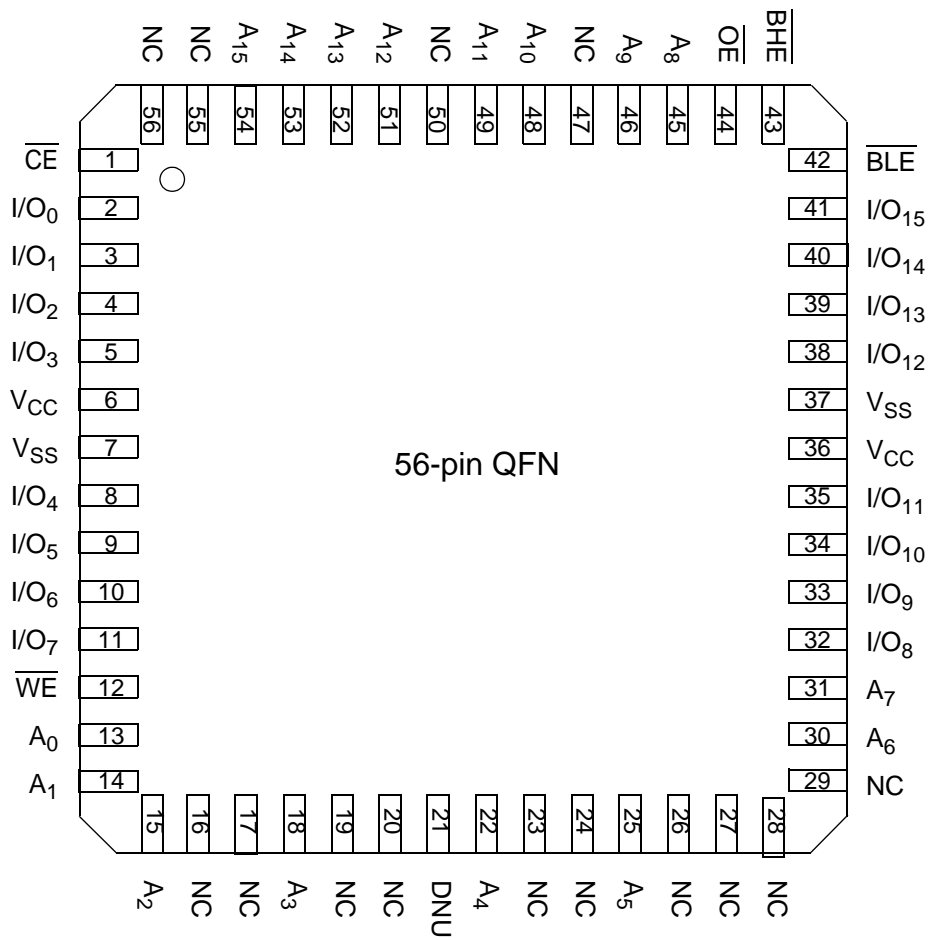 NC NC A15 A14 A13 A12 NC A11 A10 NC A9 A8 OE BHE
56 55 54 53 52 51 50 49 48 47 46 45 44 43
CE 1 42 BLE
I/O0 2 41 I/O15
I/O1 3 40 I/O14
I/O2 4 39 I/O13
I/O3 5 38 I/O12
VCC 6 37 VSS
VSS 7 36 VCC
56-pin QFN
I/O4 8 35 I/O11
I/O5 9 34 I/O10
I/O6 10 33 I/O9
I/O7 11 32 I/O8
WE 12 31 A7
A0 13 30 A6
A1 14 29 NC
15 16 17 18 19 20 21 22 23 24 25 26 27 28
A2 NC NC A3 NC NC DNU A4 NC NC A5 NC NC NC